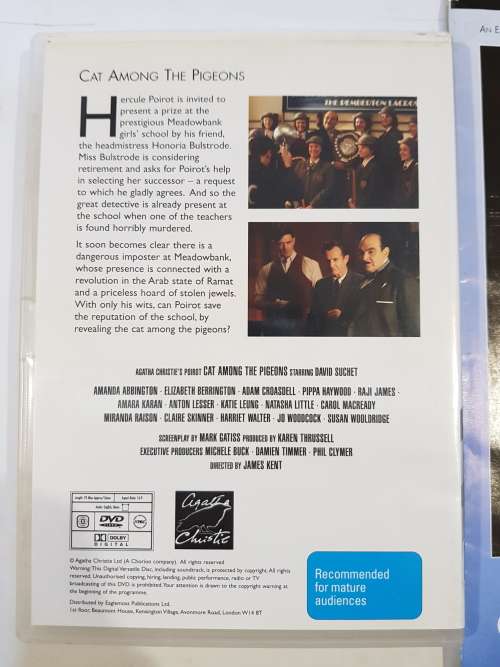 AN E
CAT AMONG THE PIGEONS
Hercule Poirot is invited to
present a prize at the
prestigious Meadowbank
girls' school by his friend,
the headmistress Honoria Bulstrode.
Miss Bulstrode is considering
retirement and asks for Poirot's help
in selecting her successor – a request
to which he gladly agrees. And so the
great detective is already present at
the school when one of the teachers
is found horribly murdered.
It soon becomes clear there is a
dangerous imposter at Meadowbank,
whose presence is connected with a
revolution in the Arab state of Ramat
and a priceless hoard of stolen jewels.
With only his wits, can Poirot save
the reputation of the school, by
revealing the cat among the pigeons?
THE PEMBERTON LACROS
AGATHA CHRISTIE'S POIROT CAT AMONG THE PIGEONS STARRING DAVID SUCHET
AMANDA ABBINGTON · ELIZABETH BERRINGTON · ADAM CROASDELL · PIPPA HAYWOOD · RAJI JAMES ·
AMARA KARAN · ANTON LESSER · KATIE LEUNG · NATASHA LITTLE · CAROL MACREADY
MIRANDA RAISON · CLAIRE SKINNER · HARRIET WALTER · JO WOODCOCK · SUSAN WOOLDRIDGE
SCREENPLAY BY MARK GATISS PRODUCED BY KAREN THRUSSELL
EXECUTIVE PRODUCERS MICHELE BUCK · DAMIEN TIMMER · PHIL CLYMER
DIRECTED BY JAMES KENT
DVD
VIDEO
DOLBY
DIGITAL
Agatha
Christie
© Agatha Christie Ltd (A Chorion company). All rights reserved
Warning: This Digital Versatile Disc, including soundtrack, is protected by copyright. All rights
reserved. Unauthorised copying, hiring, lending, public performance, radio or TV
broadcasting of this DVD is prohibited. Your attention is drawn to the copyright warning at
the beginning of the programme.
Distributed by Eaglemoss Publications Ltd.
1st floor, Beaumont House, Kensington Village, Avonmore Road, London W14 8T
Recommended
for mature
audiences